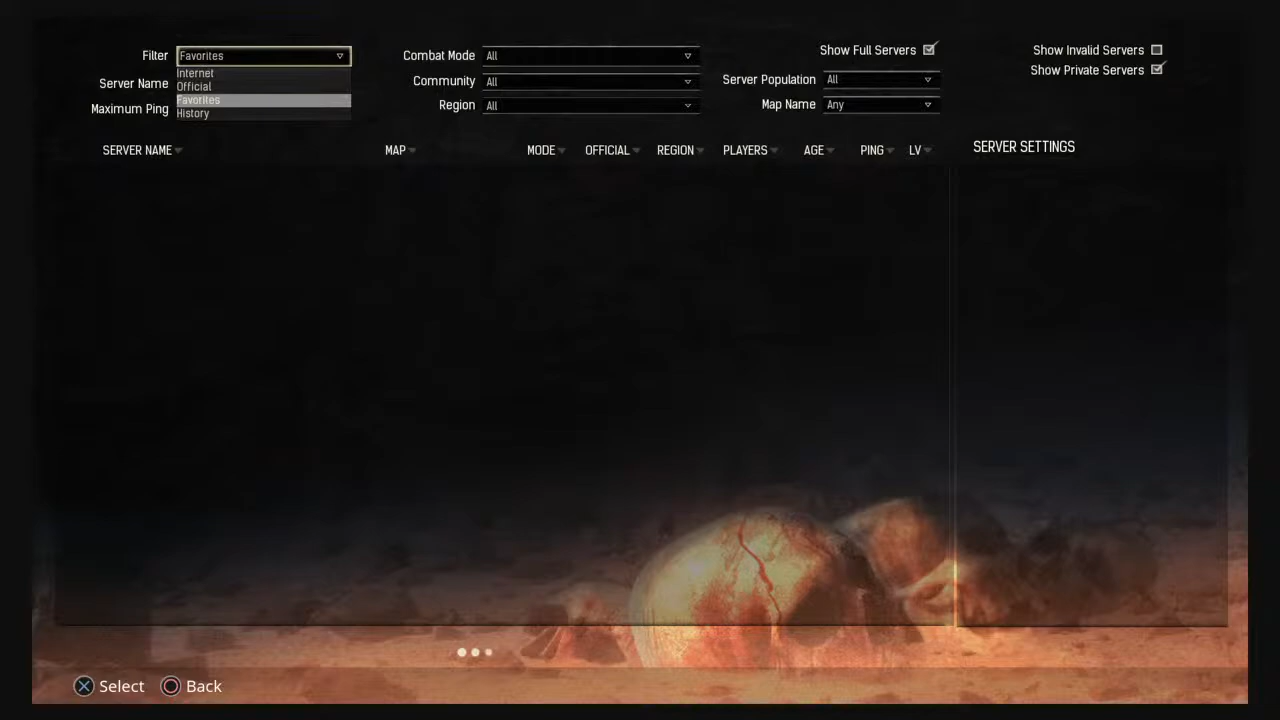 Filter Favorites
Internet
Official
Favorites
History
Server Name
Maximum Ping
Combat Mode All
Community All
Region All
Show Full Servers
Server Population All
Map Name Any
Show Invalid Servers
Show Private Servers
SERVER NAME MAP MODE OFFICIAL REGION PLAYERS AGE PING LV
SERVER SETTINGS
Select Back